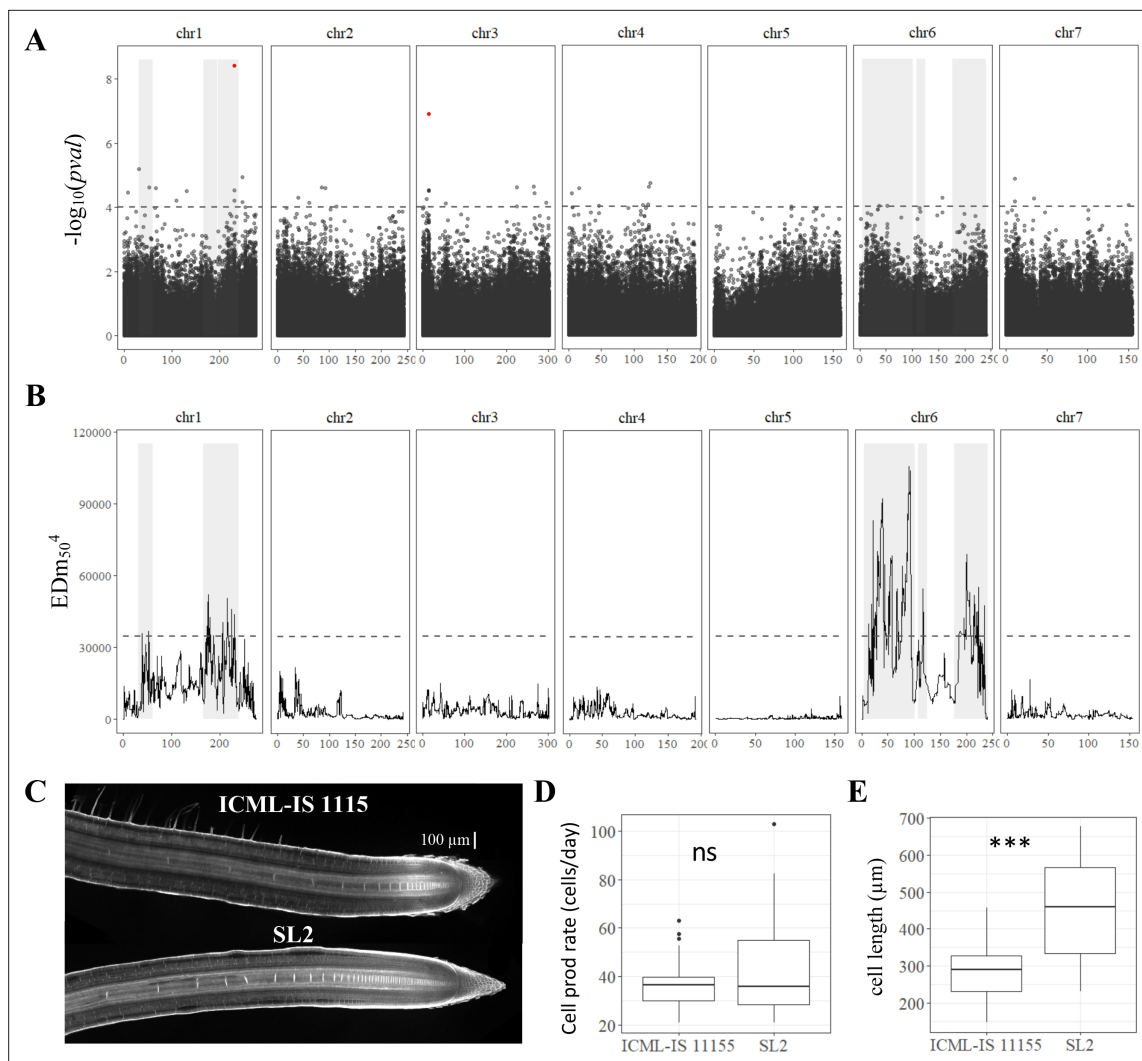 A
chr1 chr2 chr3 chr4 chr5 chr6 chr7
-log10(pval)
8
6
4
2
0
0 100 200
0 50 100 150 200 250
0 100 200 300
0 50 100 150
0 50 100 150
0 50 100 150 200 250
0 50 100 150
B
chr1 chr2 chr3 chr4 chr5 chr6 chr7
EDm50^4
120000
90000
60000
30000
0
0 100 200
0 50 100 150 200 250
0 100 200 300
0 50 100 150
0 50 100 150
0 50 100 150 200 250
0 50 100 150
C
ICML-IS 1115
100 µm
SL2
D
Cell prod rate (cells/day)
100
80
60
40
20
ns
ICML-IS 11155 SL2
E
cell length (µm)
700
600
500
400
300
200
***
ICML-IS 11155 SL2